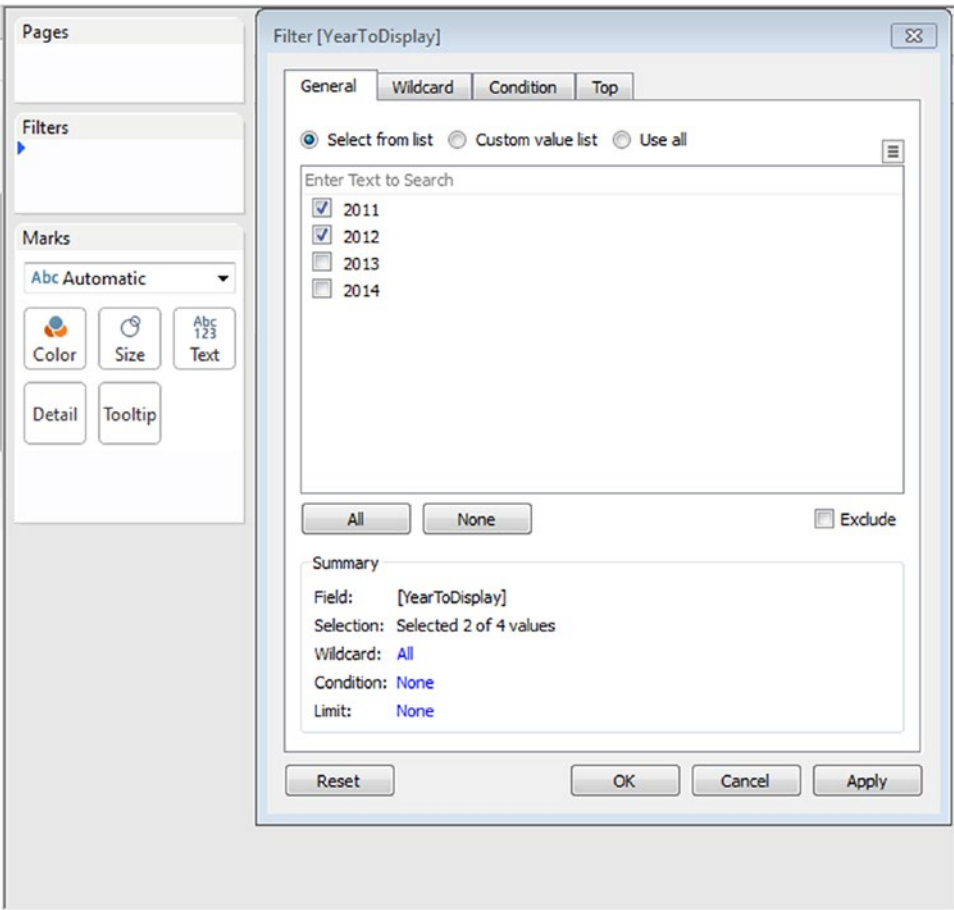 Pages
Filters
Marks
Abc Automatic
Color
Size
Abc
123
Text
Detail
Tooltip
Filter [YearToDisplay]
General
Wildcard
Condition
Top
Select from list
Custom value list
Use all
Enter Text to Search
2011
2012
2013
2014
All
None
Exclude
Summary
Field: [YearToDisplay]
Selection: Selected 2 of 4 values
Wildcard: All
Condition: None
Limit: None
Reset
OK
Cancel
Apply